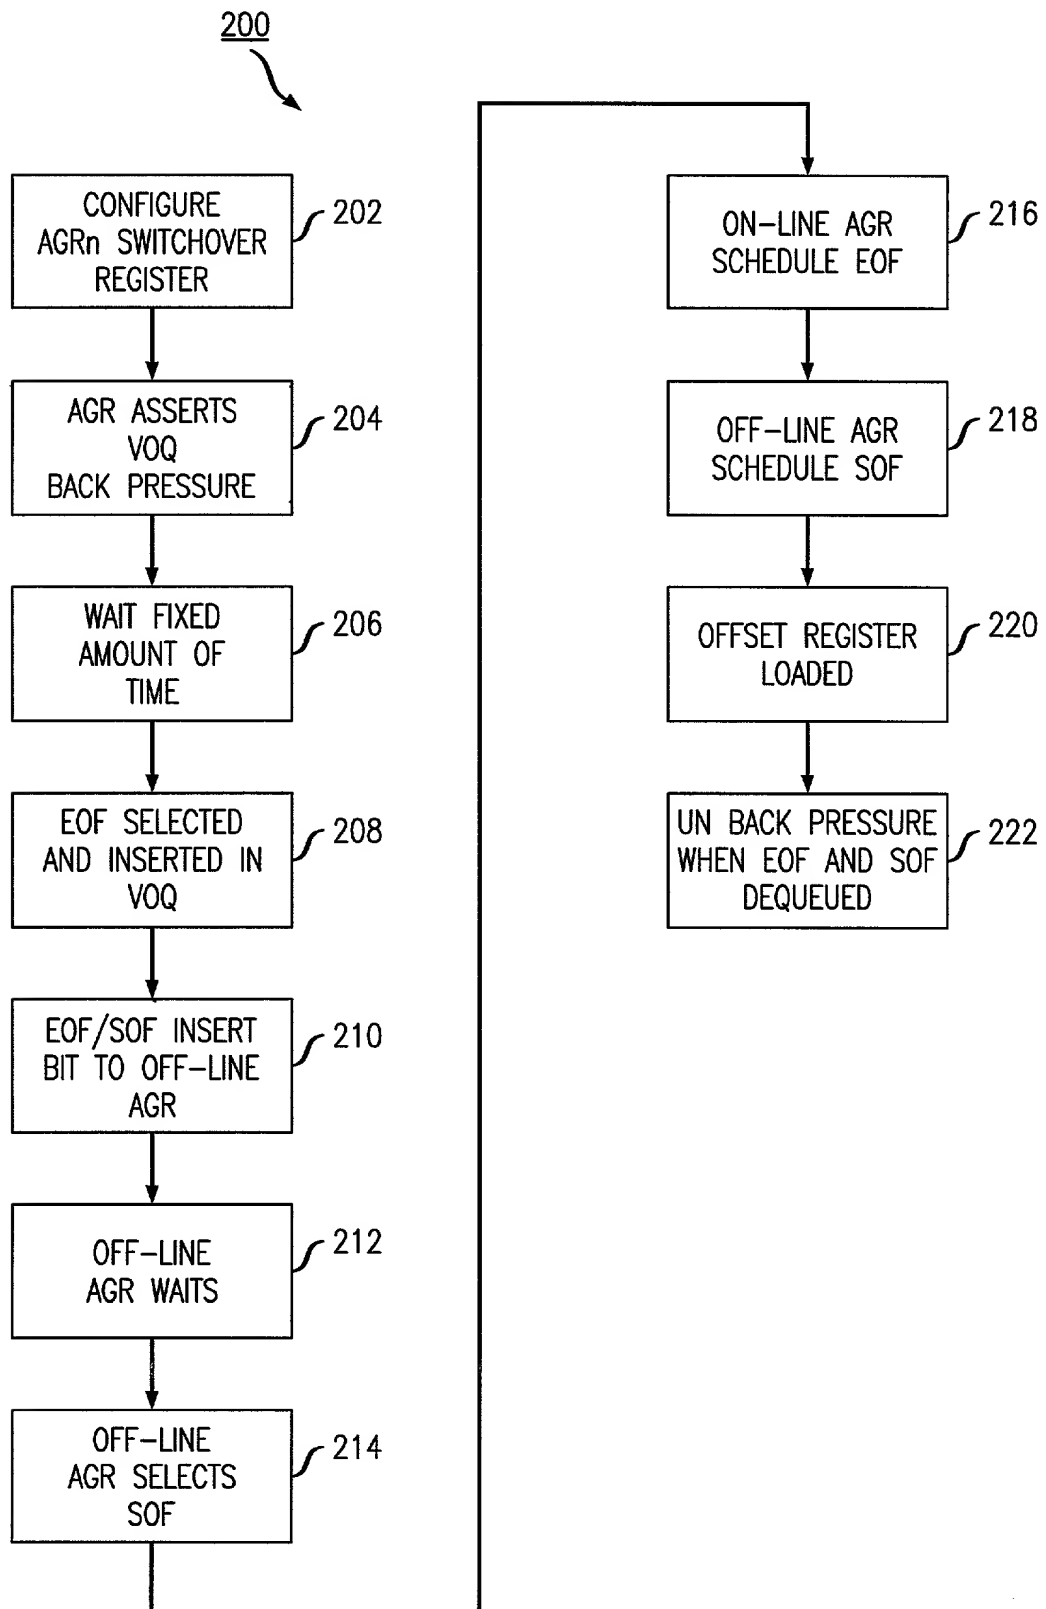 200
CONFIGURE
AGRn SWITCHOVER
REGISTER
202
AGR ASSERTS
VOQ
BACK PRESSURE
204
WAIT FIXED
AMOUNT OF
TIME
206
EOF SELECTED
AND INSERTED IN
VOQ
208
EOF/SOF INSERT
BIT TO OFF-LINE
AGR
210
OFF-LINE
AGR WAITS
212
OFF-LINE
AGR SELECTS
SOF
214
ON-LINE AGR
SCHEDULE EOF
216
OFF-LINE AGR
SCHEDULE SOF
218
OFFSET REGISTER
LOADED
220
UN BACK PRESSURE
WHEN EOF AND SOF
DEQUEUED
222